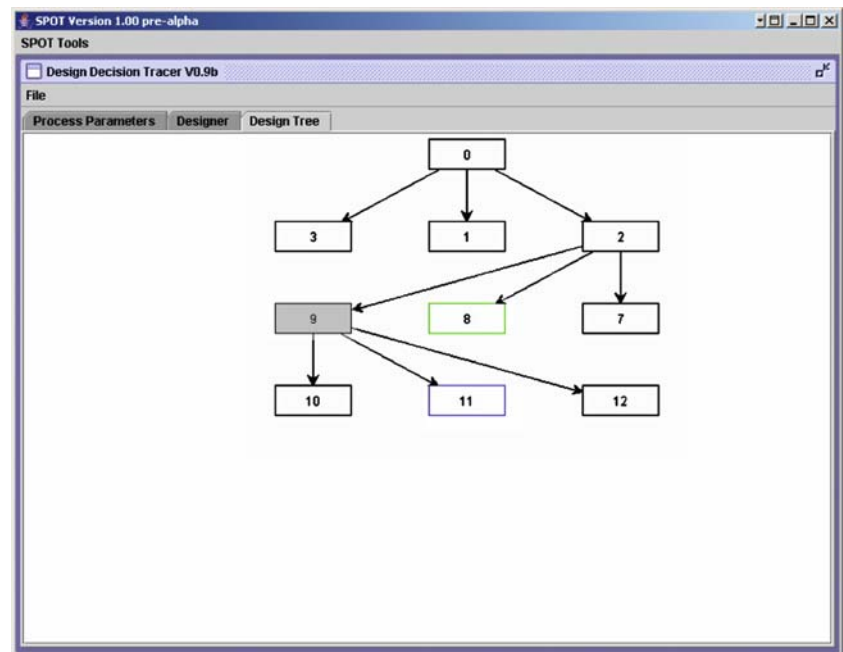 SPOT Version 1.00 pre-alpha
SPOT Tools
Design Decision Tracer V0.9b
File
Process Parameters Designer Design Tree
0
3 1 2
9 8 7
10 11 12